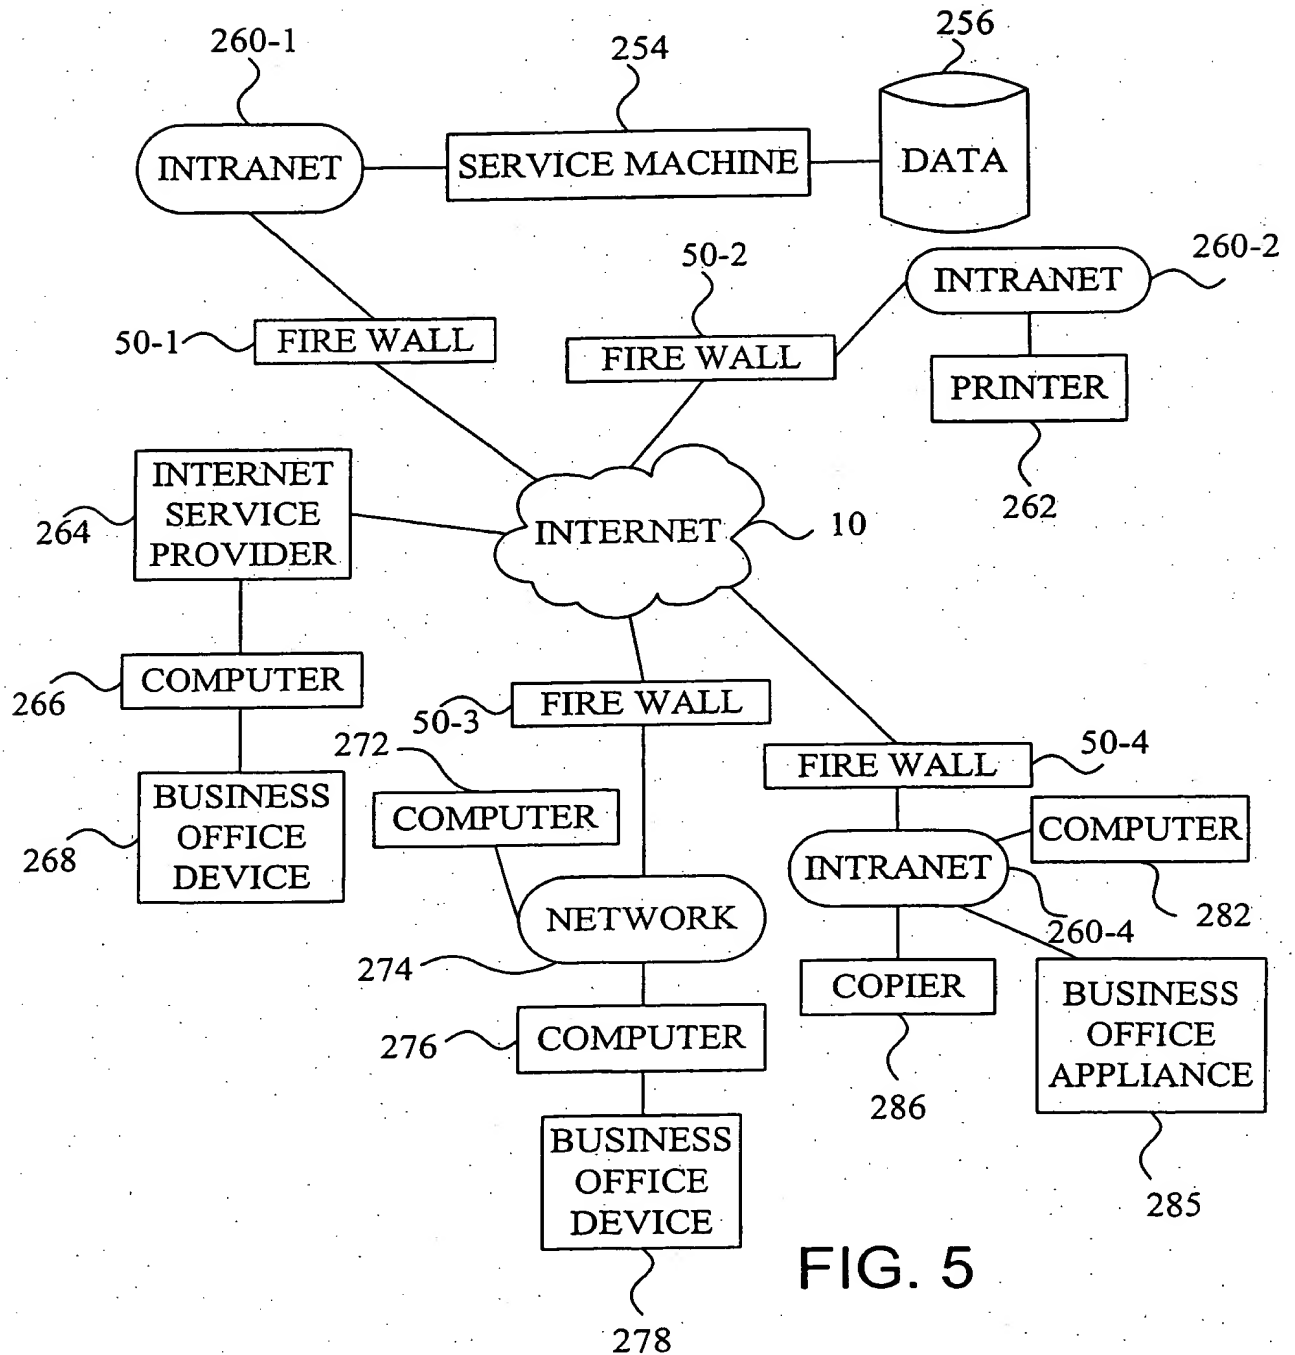 260-1
254
256
INTRANET
SERVICE MACHINE
DATA
50-2
260-2
INTRANET
50-1
FIRE WALL
FIRE WALL
PRINTER
262
INTERNET
SERVICE
PROVIDER
264
INTERNET
10
COMPUTER
266
FIRE WALL
50-3
272
50-4
FIRE WALL
BUSINESS
OFFICE
DEVICE
268
COMPUTER
COMPUTER
INTRANET
282
260-4
NETWORK
274
COPIER
286
BUSINESS
OFFICE
APPLIANCE
285
COMPUTER
276
BUSINESS
OFFICE
DEVICE
278
FIG. 5